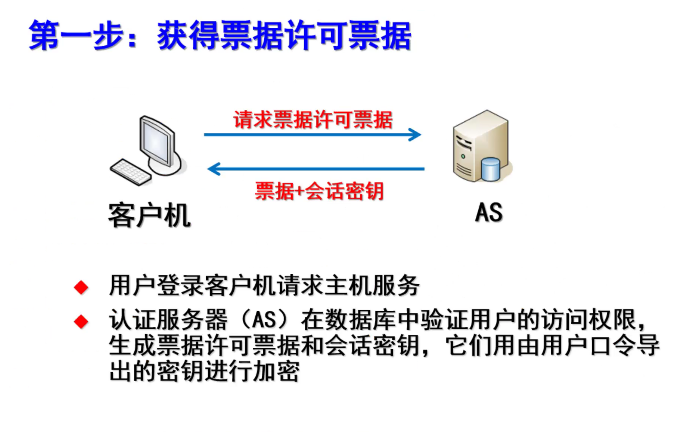 第一步：获得票据许可票据
请求票据许可票据
票据+会话密钥
客户机
AS
用户登录客户机请求主机服务
认证服务器（AS）在数据库中验证用户的访问权限，
生成票据许可票据和会话密钥，它们用由用户口令导
出的密钥进行加密